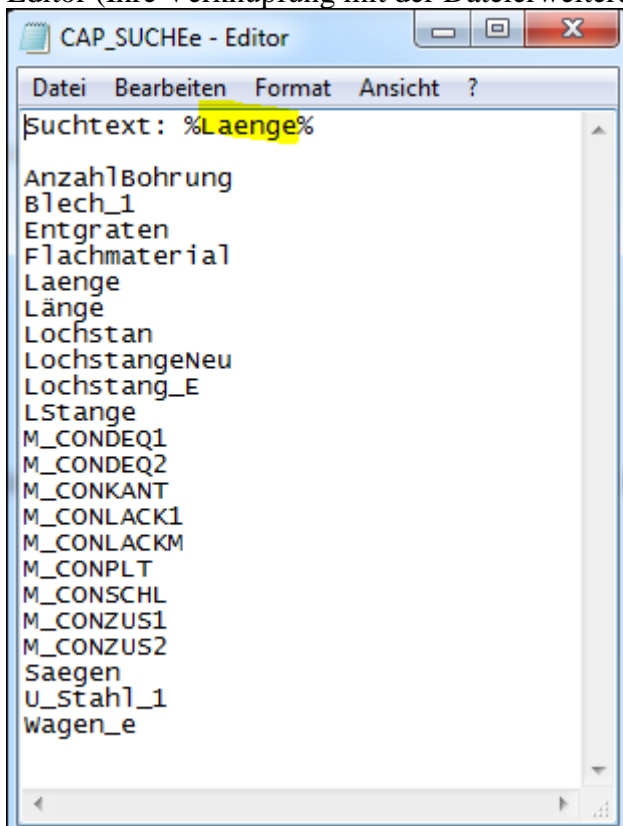 CAP_SUCHEe - Editor
Datei Bearbeiten Format Ansicht ?
Suchtext: %Laenge%
AnzahlBohrung
Blech_1
Entgraten
Flachmaterial
Laenge
Länge
Lochstan
LochstangeNeu
Lochstang_E
LStange
M_CONDEQ1
M_CONDEQ2
M_CONKANT
M_CONLACK1
M_CONLACKM
M_CONPLT
M_CONSCHL
M_CONZUS1
M_CONZUS2
Saegen
U_Stahl_1
Wagen_e